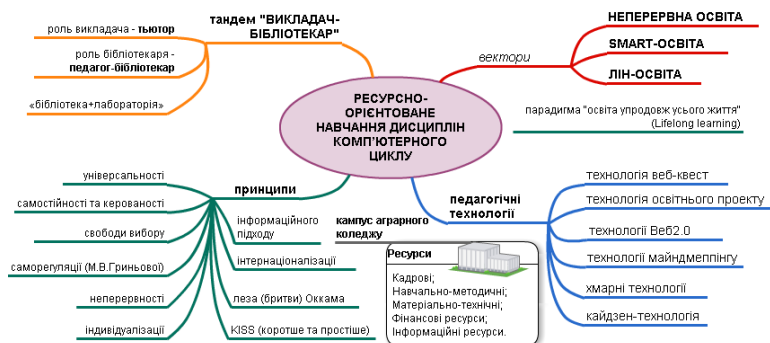 тандем "ВИКЛАДАЧ-
БІБЛІОТЕКАР"
роль викладача - тьютор
роль бібліотекаря -
педагог-бібліотекар
«бібліотека+лабораторія»
РЕСУРСНО-
ОРІЄНТОВАНЕ
НАВЧАННЯ ДИСЦИПЛІН
КОМП'ЮТЕРНОГО
ЦИКЛУ
вектори
НЕПЕРЕРВНА ОСВІТА
SMART-ОСВІТА
ЛІН-ОСВІТА
парадигма "освіта упродовж усього життя"
(Lifelong learning)
принципи
універсальності
самостійності та керованості
свободи вибору
саморегуляції (М.В.Гриньової)
неперервності
індивідуалізації
інформаційного
підходу
інтернаціоналізації
леза (бритви) Оккама
KISS (коротше та простіше)
педагогічні
технології
технологія веб-квест
технологія освітнього проекту
технології Веб2.0
технології майндмеппінгу
хмарні технології
кайдзен-технологія
кампус аграрного
коледжу
Ресурси
Кадрові;
Навчально-методичні;
Матеріально-технічні;
Фінансові ресурси;
Інформаційні ресурси.